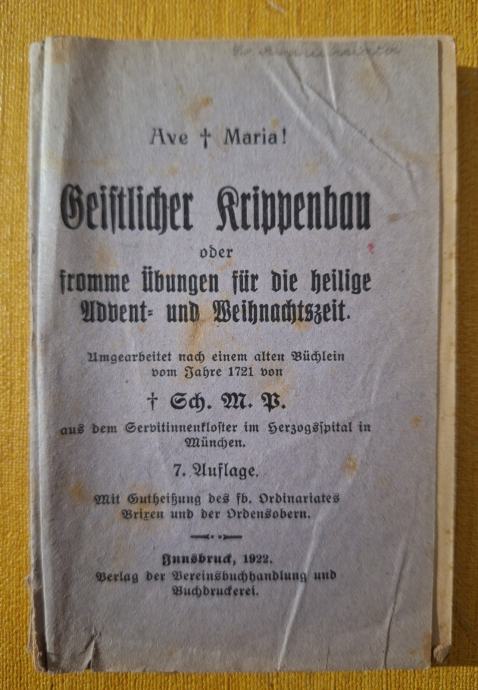 Ave † Maria!
Geistlicher Krippenbau
oder
fromme Übungen für die heilige
Advent- und Weihnachtszeit.
Umgearbeitet nach einem alten Büchlein
vom Jahre 1721 von
† Sch. M. P.
aus dem Servitinnenkloster im Herzogsspital in
München.
7. Auflage.
Mit Gutheißung des fb. Ordinariates
Brixen und der Ordensobern.
Innsbruck, 1922.
Verlag der Vereinsbuchhandlung und
Buchdruckerei.